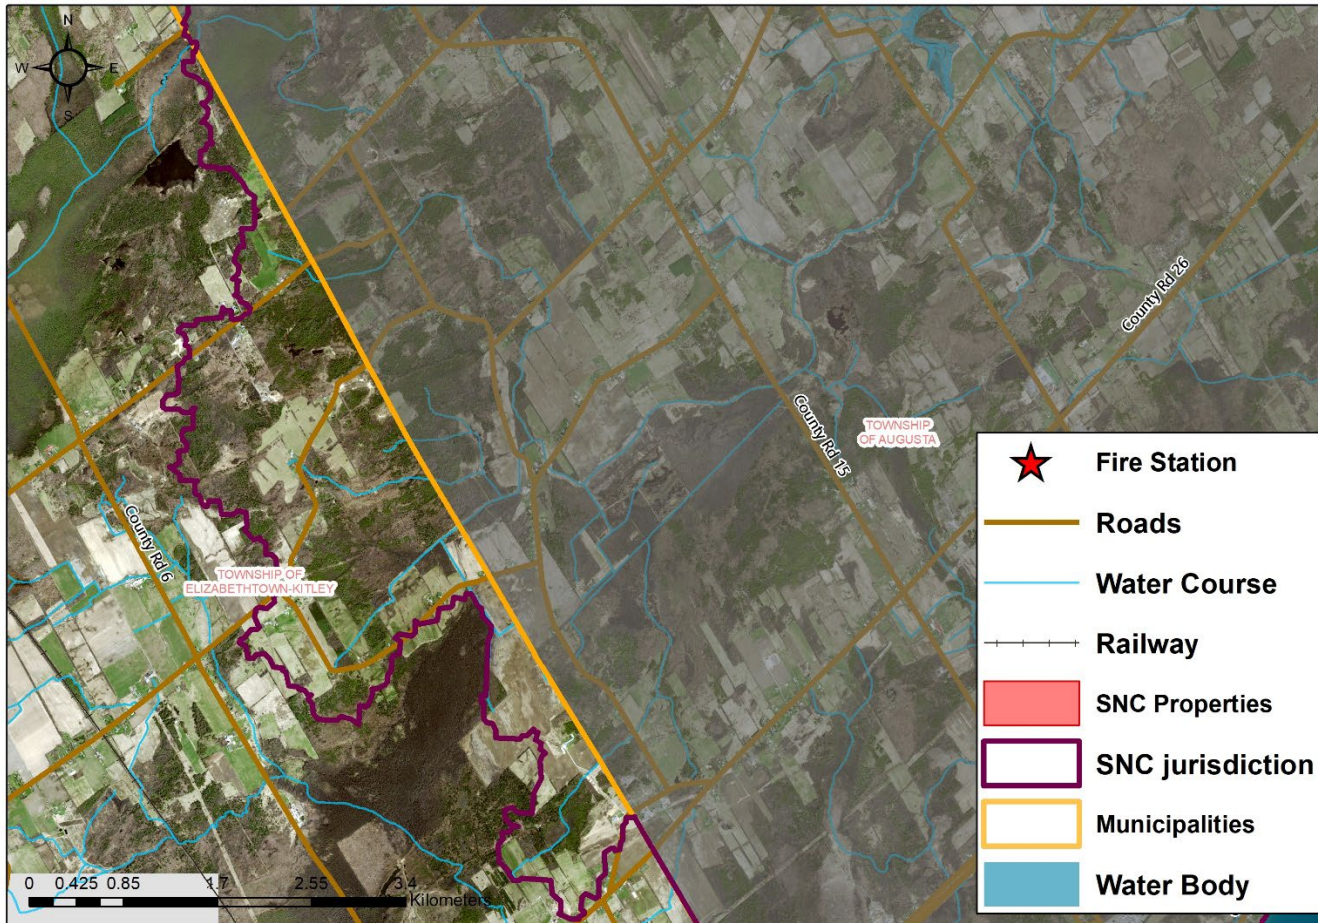 N
W
E
S
County Rd 26
County Rd 15
TOWNSHIP
OF AUGUSTA
County Rd 6
TOWNSHIP OF
ELIZABETHTOWN-KITLEY
Fire Station
Roads
Water Course
Railway
SNC Properties
SNC jurisdiction
Municipalities
Water Body
0 0.425 0.85 1.7 2.55 3.4
Kilometers